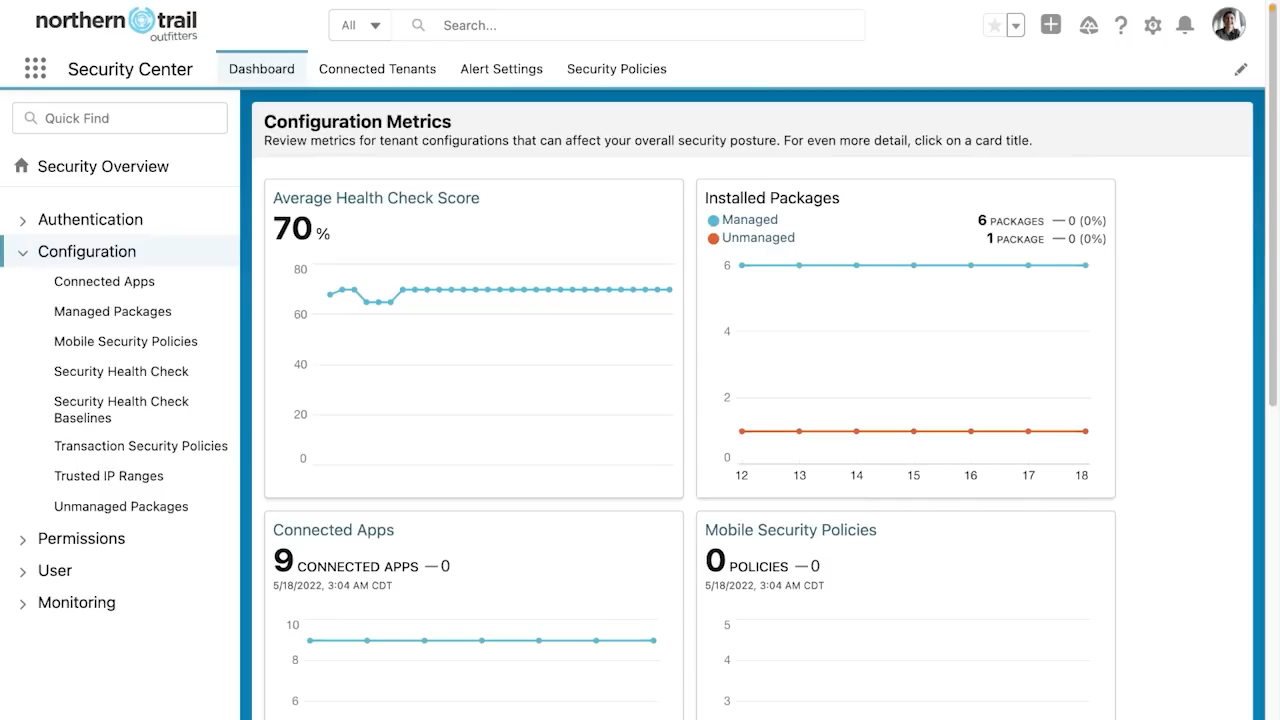 northern trail
outfitters
All
Search...
Security Center
Dashboard
Connected Tenants
Alert Settings
Security Policies
Quick Find
Security Overview
Authentication
Configuration
Connected Apps
Managed Packages
Mobile Security Policies
Security Health Check
Security Health Check
Baselines
Transaction Security Policies
Trusted IP Ranges
Unmanaged Packages
Permissions
User
Monitoring
Configuration Metrics
Review metrics for tenant configurations that can affect your overall security posture. For even more detail, click on a card title.
Average Health Check Score
70 %
80
60
40
20
0
Installed Packages
Managed 6 PACKAGES — 0 (0%)
Unmanaged 1 PACKAGE — 0 (0%)
6
4
2
0
12 13 14 15 16 17 18
Connected Apps
9 CONNECTED APPS — 0
5/18/2022, 3:04 AM CDT
10
8
6
Mobile Security Policies
0 POLICIES — 0
5/18/2022, 3:04 AM CDT
5
4
3